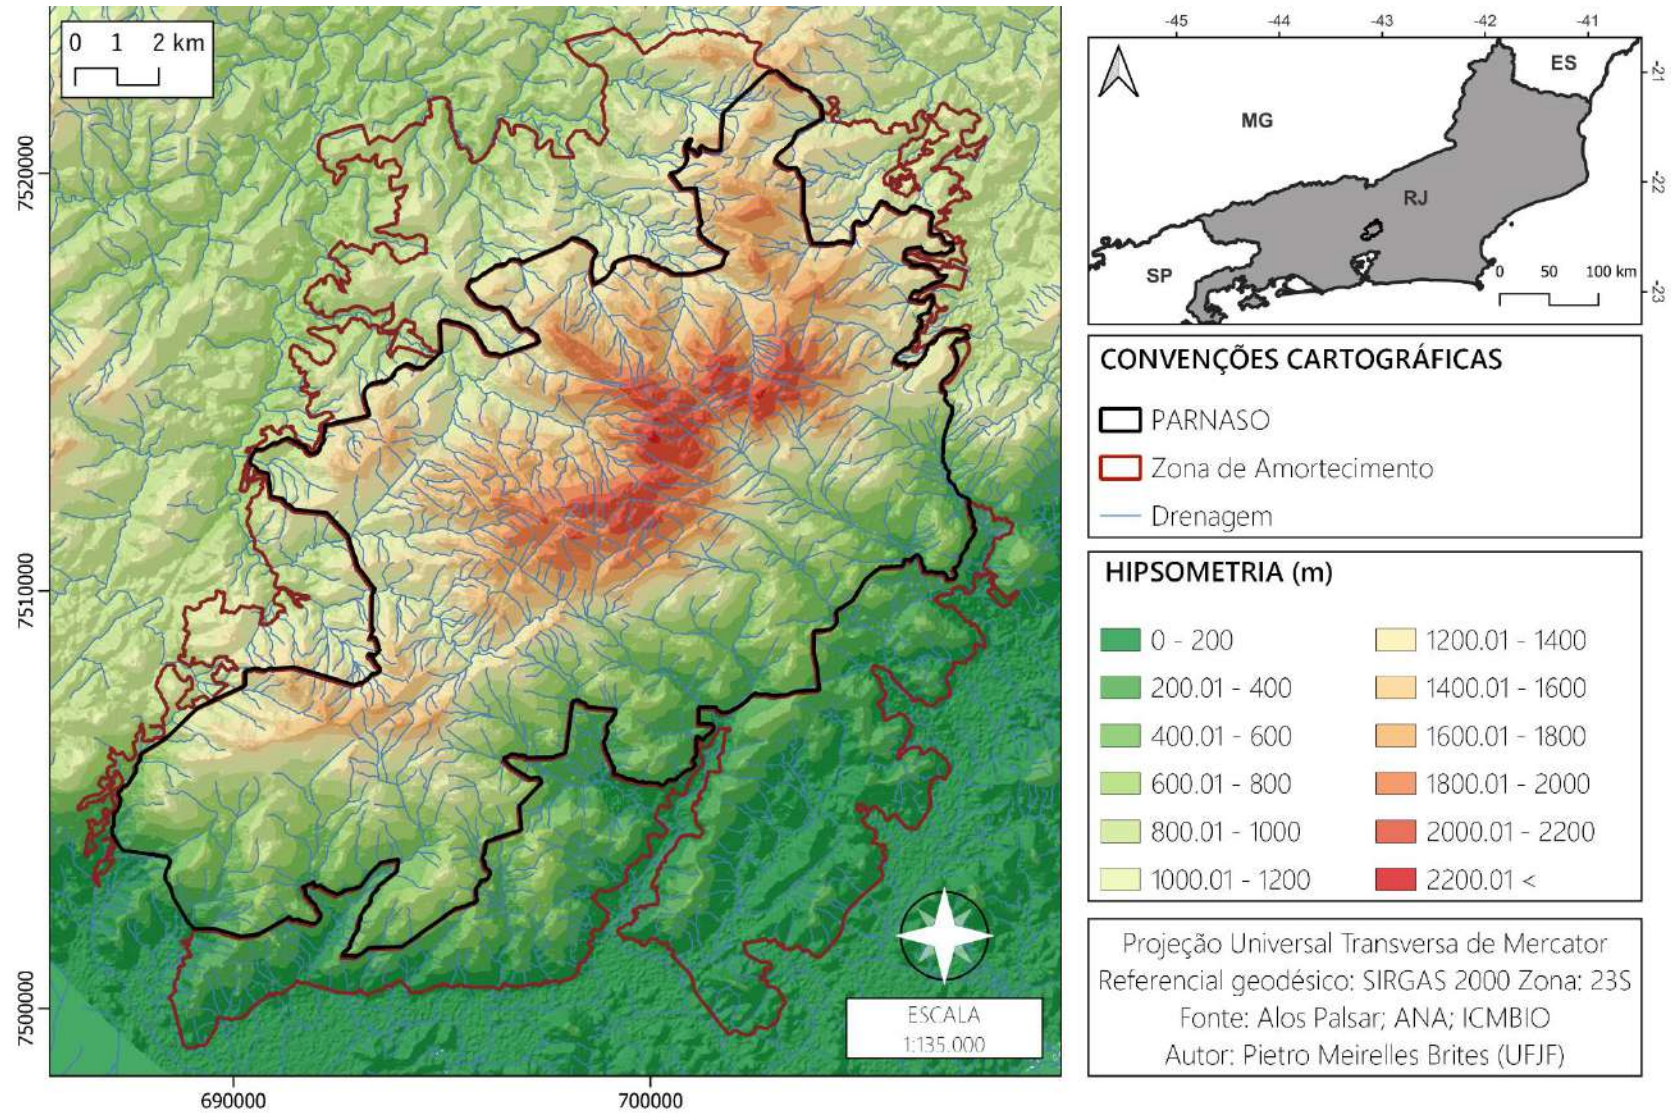 0 1 2 km
7520000
7510000
7500000
690000
700000
ESCALA
1:135.000
-45 -44 -43 -42 -41
-21
-22
-23
ES
MG
RJ
SP
0 50 100 km
CONVENÇÕES CARTOGRÁFICAS
PARNASO
Zona de Amortecimento
Drenagem
HIPSOMETRIA (m)
0 - 200
200.01 - 400
400.01 - 600
600.01 - 800
800.01 - 1000
1000.01 - 1200
1200.01 - 1400
1400.01 - 1600
1600.01 - 1800
1800.01 - 2000
2000.01 - 2200
2200.01 <
Projeção Universal Transversa de Mercator
Referencial geodésico: SIRGAS 2000 Zona: 23S
Fonte: Alos Palsar; ANA; ICMBIO
Autor: Pietro Meirelles Brites (UFJF)